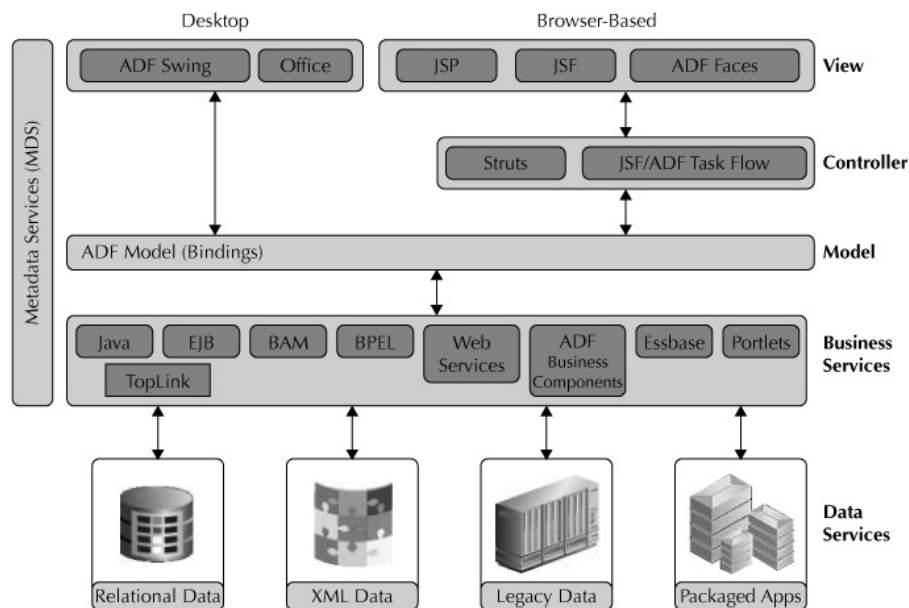 Desktop
Browser-Based
Metadata Services (MDS)
ADF Swing
Office
JSP
JSF
ADF Faces
View
Struts
JSF/ADF Task Flow
Controller
ADF Model (Bindings)
Model
Java
EJB
BAM
BPEL
Web
Services
ADF
Business
Components
Essbase
Portlets
TopLink
Business
Services
Data
Services
Relational Data
XML Data
Legacy Data
Packaged Apps